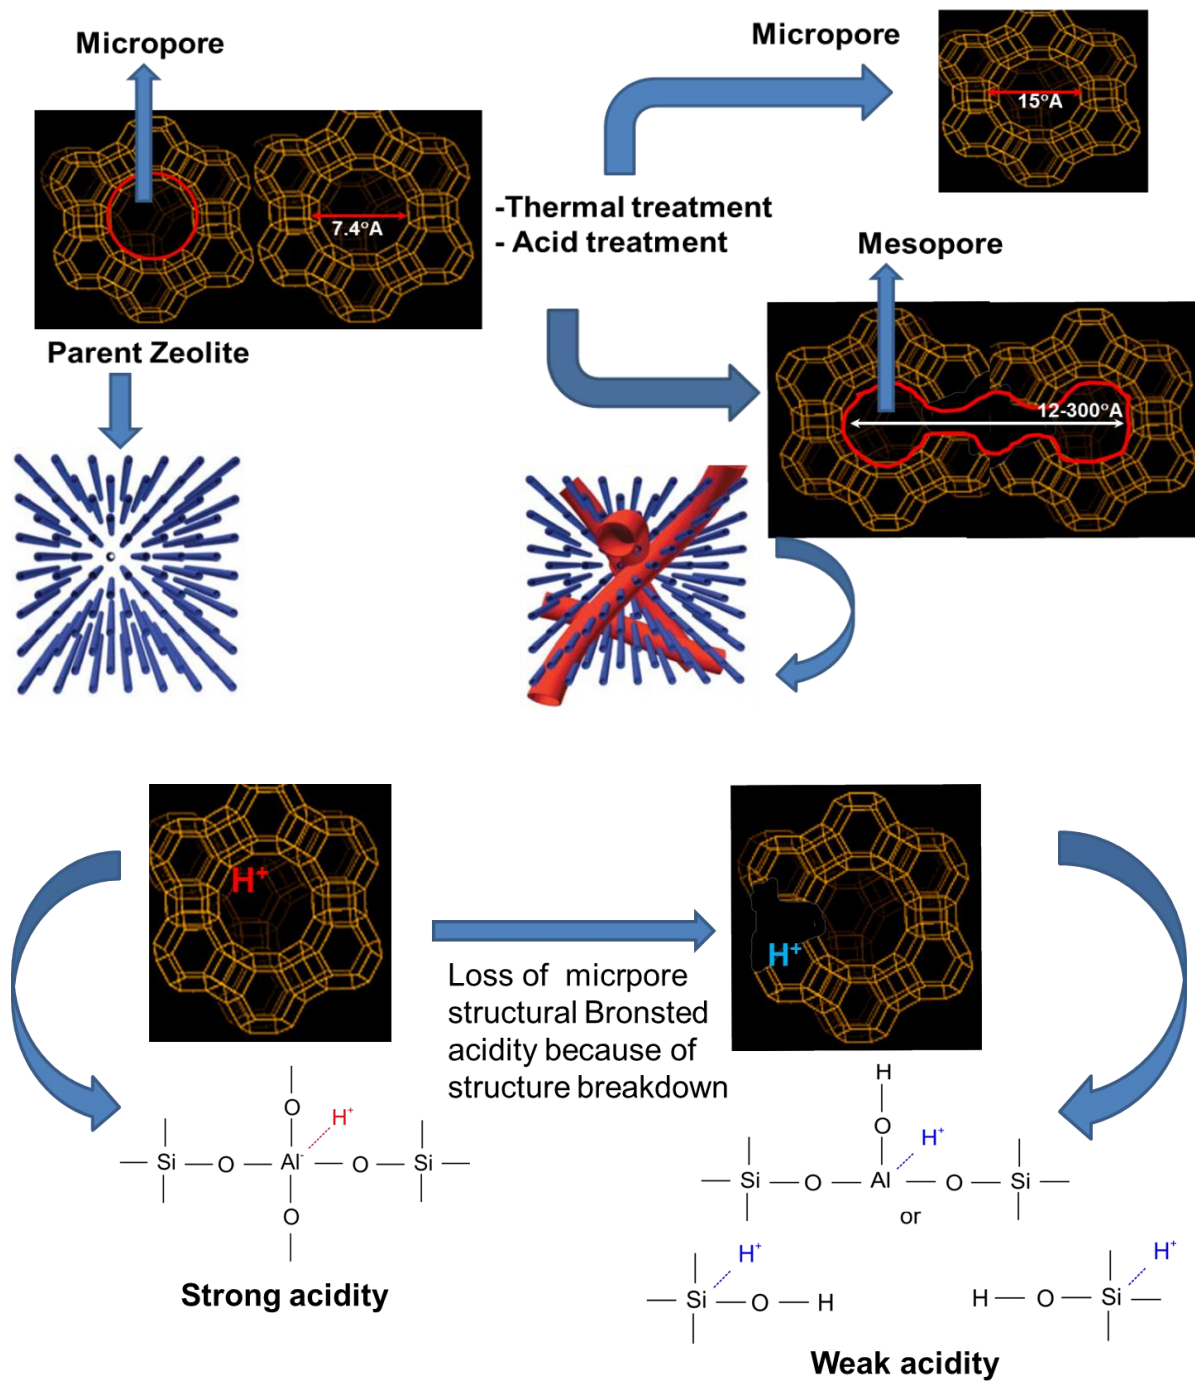 Micropore
Micropore
15°A
7.4°A
-Thermal treatment
- Acid treatment
Mesopore
Parent Zeolite
12-300°A
H+
H+
Loss of micrpore
structural Bronsted
acidity because of
structure breakdown
O
H+
Si O Al- O Si
O
Strong acidity
H
O
H+
Si O Al O Si
or
H+
Si O H
H+
H O Si
Weak acidity